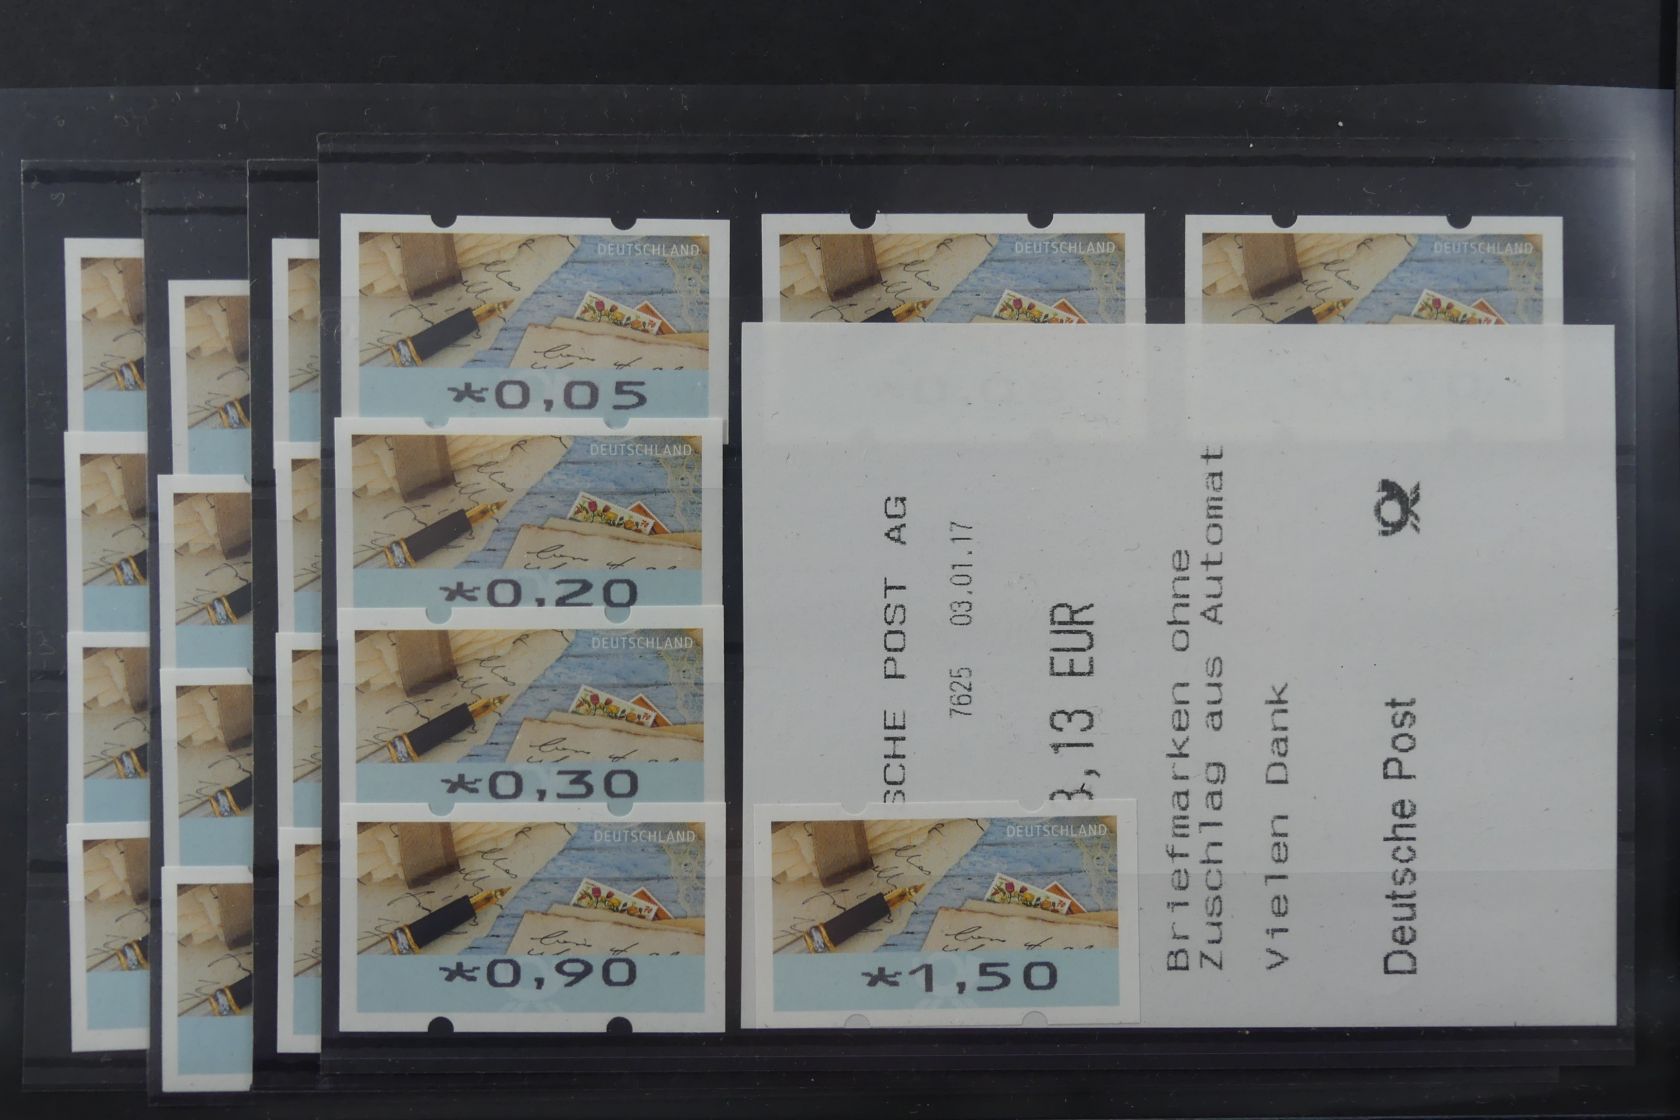 DEUTSCHLAND
*0,05
DEUTSCHLAND
DEUTSCHLAND
DEUTSCHLAND
*0,20
DEUTSCHLAND
*0,30
DEUTSCHLAND
*0,90
DEUTSCHLAND
*1,50
SCHE POST AG
7625 03.01.17
3,13 EUR
Briefmarken ohne
Zuschlag aus Automat
Vielen Dank
Deutsche Post